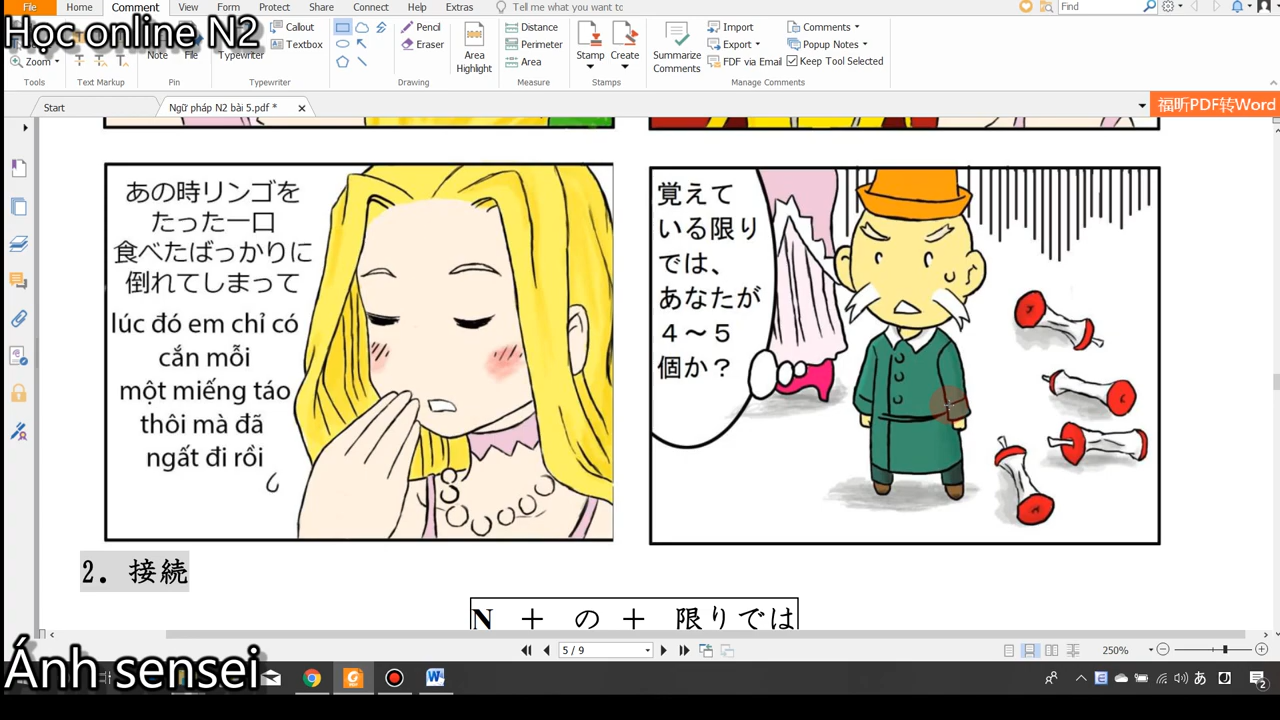 File Home Comment View Form Protect Share Connect Help Extras Tell me what you want to Find
Học online N2
Note File Typewriter Callout Textbox Pencil Eraser Area Highlight Distance Perimeter Area Stamp Create Summarize Comments Import Export FDF via Email Comments Popup Notes Keep Tool Selected
Zoom
Tools Text Markup Pin Typewriter Drawing Measure Stamps Manage Comments
Start Ngữ pháp N2 bài 5.pdf * 福昕PDF转Word
あの時リンゴを
たった一口
食べたばっかりに
倒れてしまって
lúc đó em chỉ có
cắn mỗi
một miếng táo
thôi mà đã
ngất đi rồi
覚えて
いる限り
では、
あなたが
４～５
個か？
2. 接続
N ＋ の ＋ 限りでは
5 / 9 250%
Ánh sensei
あ 2